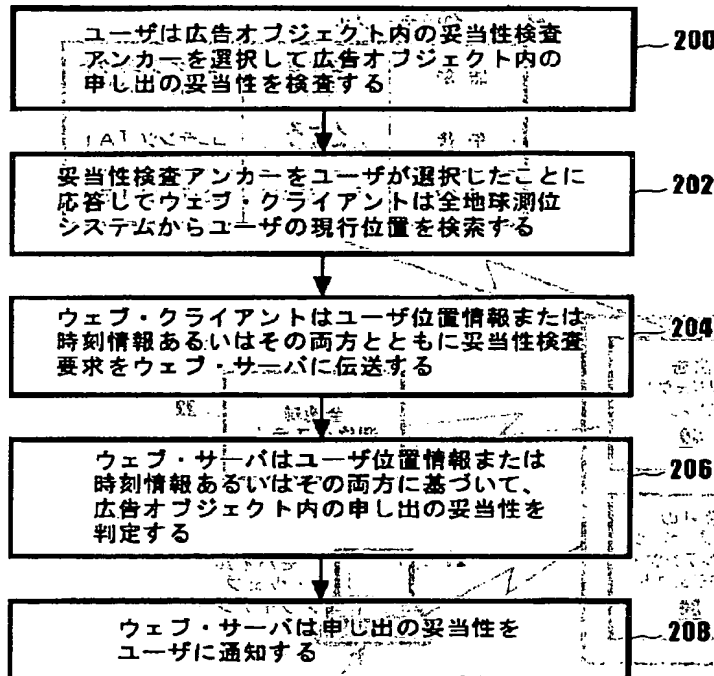 ユーザは広告オブジェクト内の妥当性検査
アンカーを選択して広告オブジェクト内の
申し出の妥当性を検査する
200
妥当性検査アンカーをユーザが選択したことに
応答してウェブ・クライアントは全地球測位
システムからユーザの現行位置を検索する
202
ウェブ・クライアントはユーザ位置情報または
時刻情報あるいはその両方とともに妥当性検査
要求をウェブ・サーバに伝送する
204
ウェブ・サーバはユーザ位置情報または
時刻情報あるいはその両方に基づいて、
広告オブジェクト内の申し出の妥当性を
判定する
206
ウェブ・サーバは申し出の妥当性を
ユーザに通知する
208